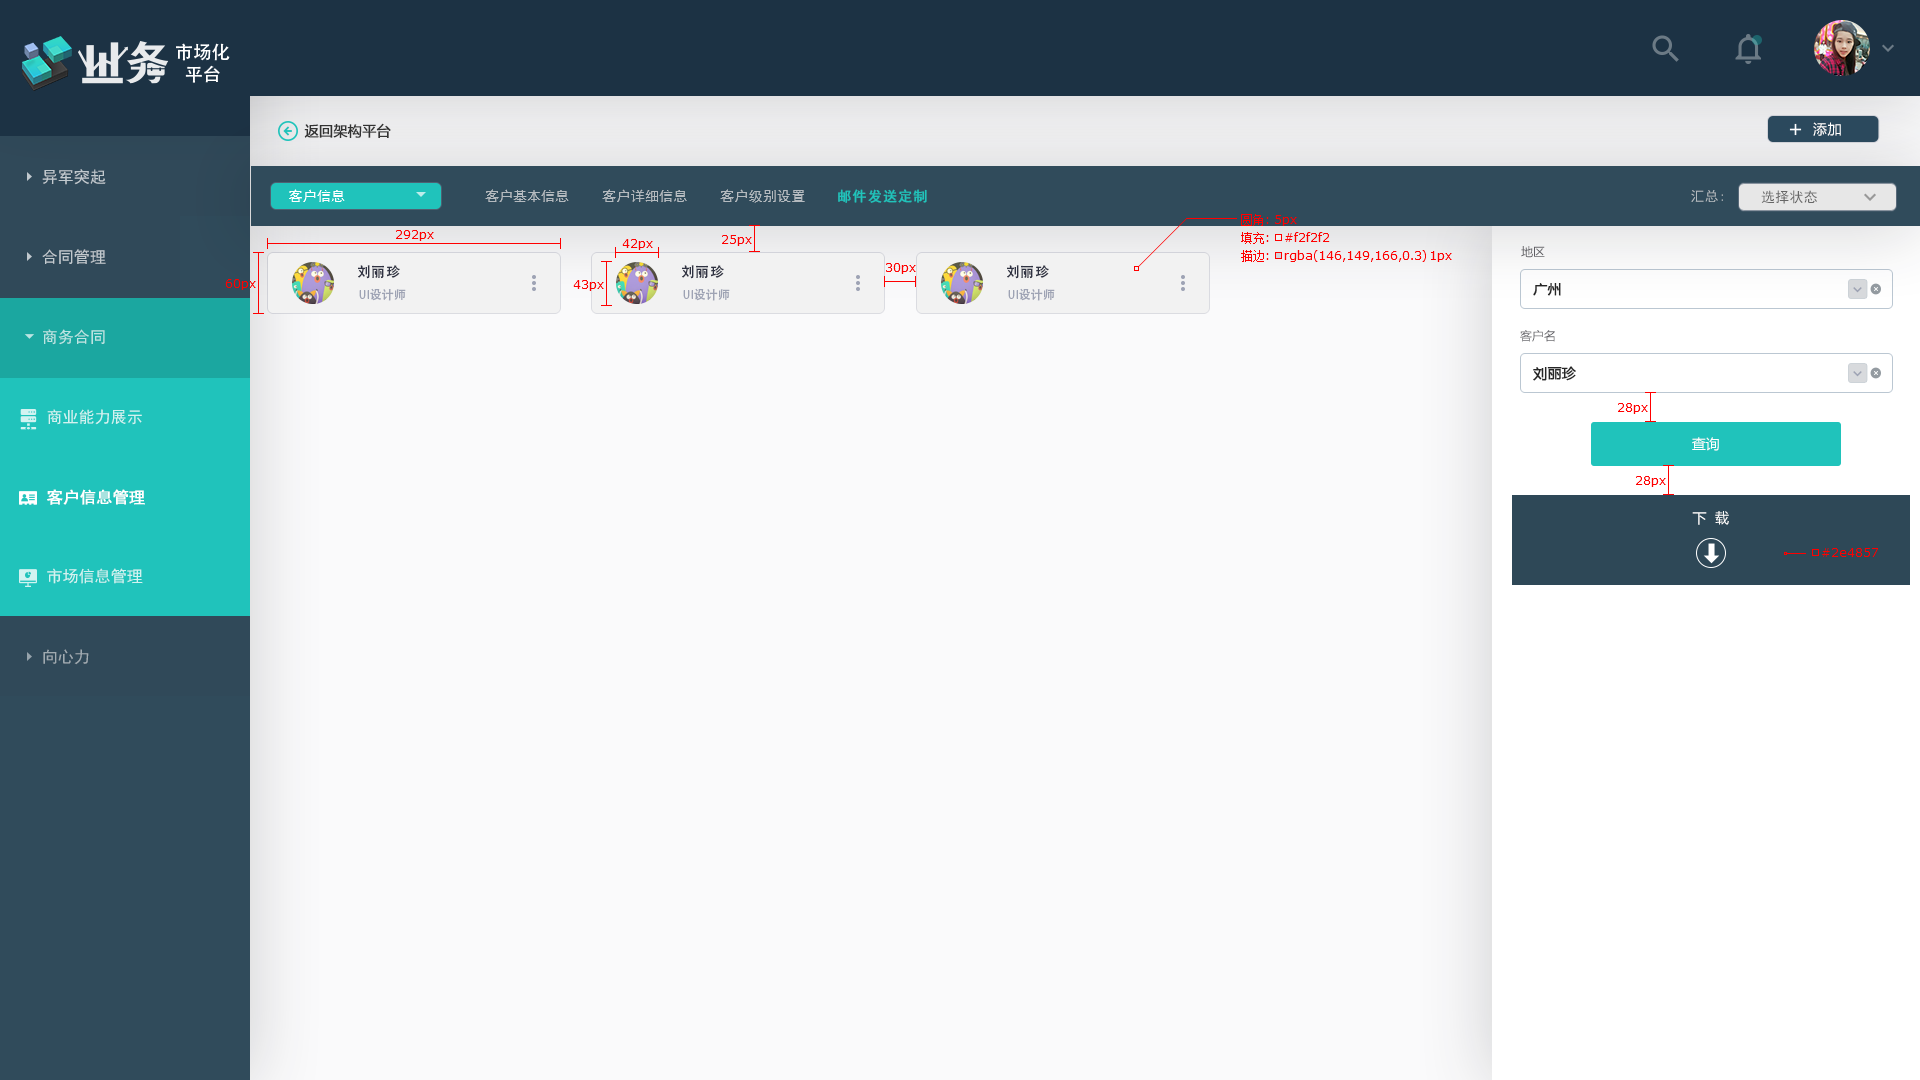 业务 市场化
平台
返回架构平台
+ 添加
客户信息
客户基本信息
客户详细信息
客户级别设置
邮件发送定制
汇总：
选择状态
异军突起
合同管理
商务合同
商业能力展示
客户信息管理
市场信息管理
向心力
292px
60px
刘丽珍
UI设计师
42px
43px
刘丽珍
UI设计师
25px
30px
刘丽珍
UI设计师
5px
填充: #f2f2f2
描边: rgba(146,149,166,0.3) 1px
地区
广州
客户名
刘丽珍
28px
查询
28px
下 载